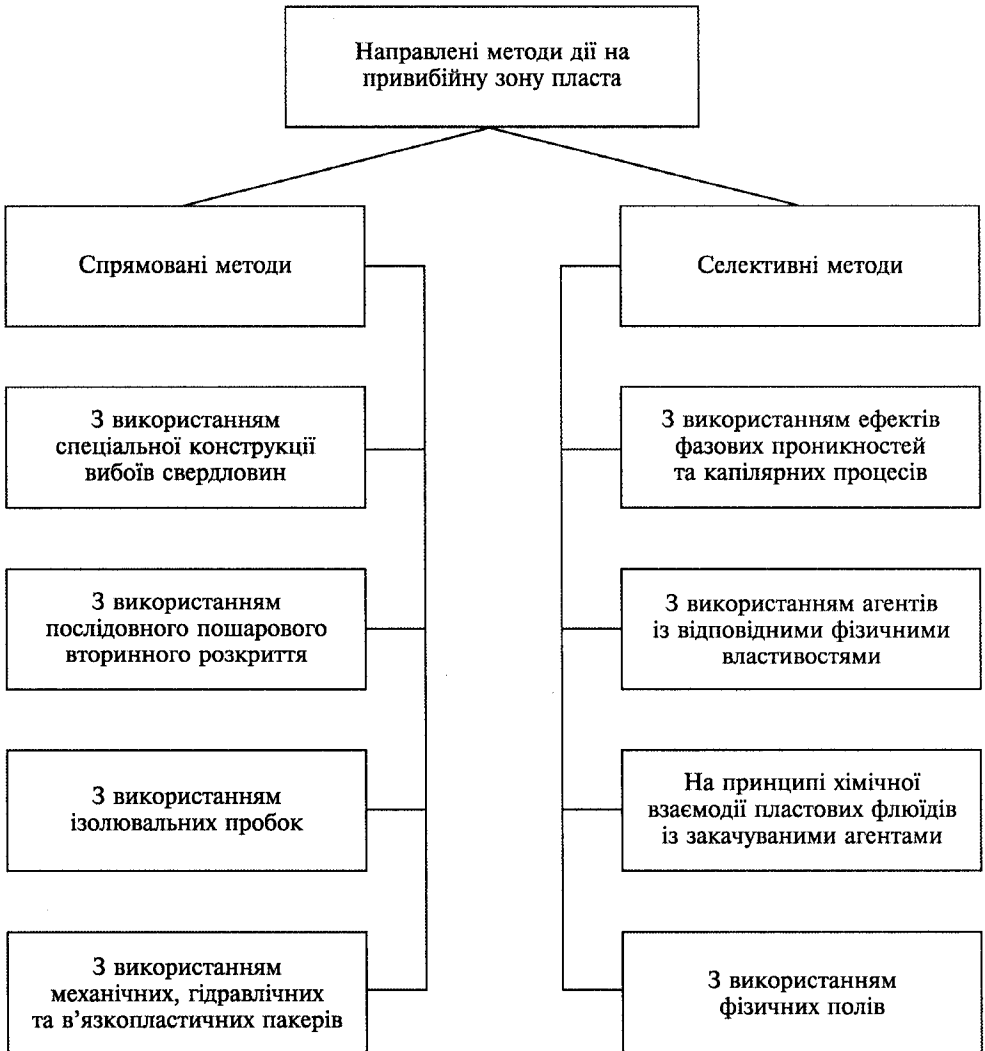 Направлені методи дії на
привибійну зону пласта
Спрямовані методи
Селективні методи
З використанням
спеціальної конструкції
вибоїв свердловин
З використанням ефектів
фазових проникностей
та капілярних процесів
З використанням
послідовного пошарового
вторинного розкриття
З використанням агентів
із відповідними фізичними
властивостями
З використанням
ізолювальних пробок
На принципі хімічної
взаємодії пластових флюїдів
із закачуваними агентами
З використанням
механічних, гідравлічних
та в’язкопластичних пакерів
З використанням
фізичних полів